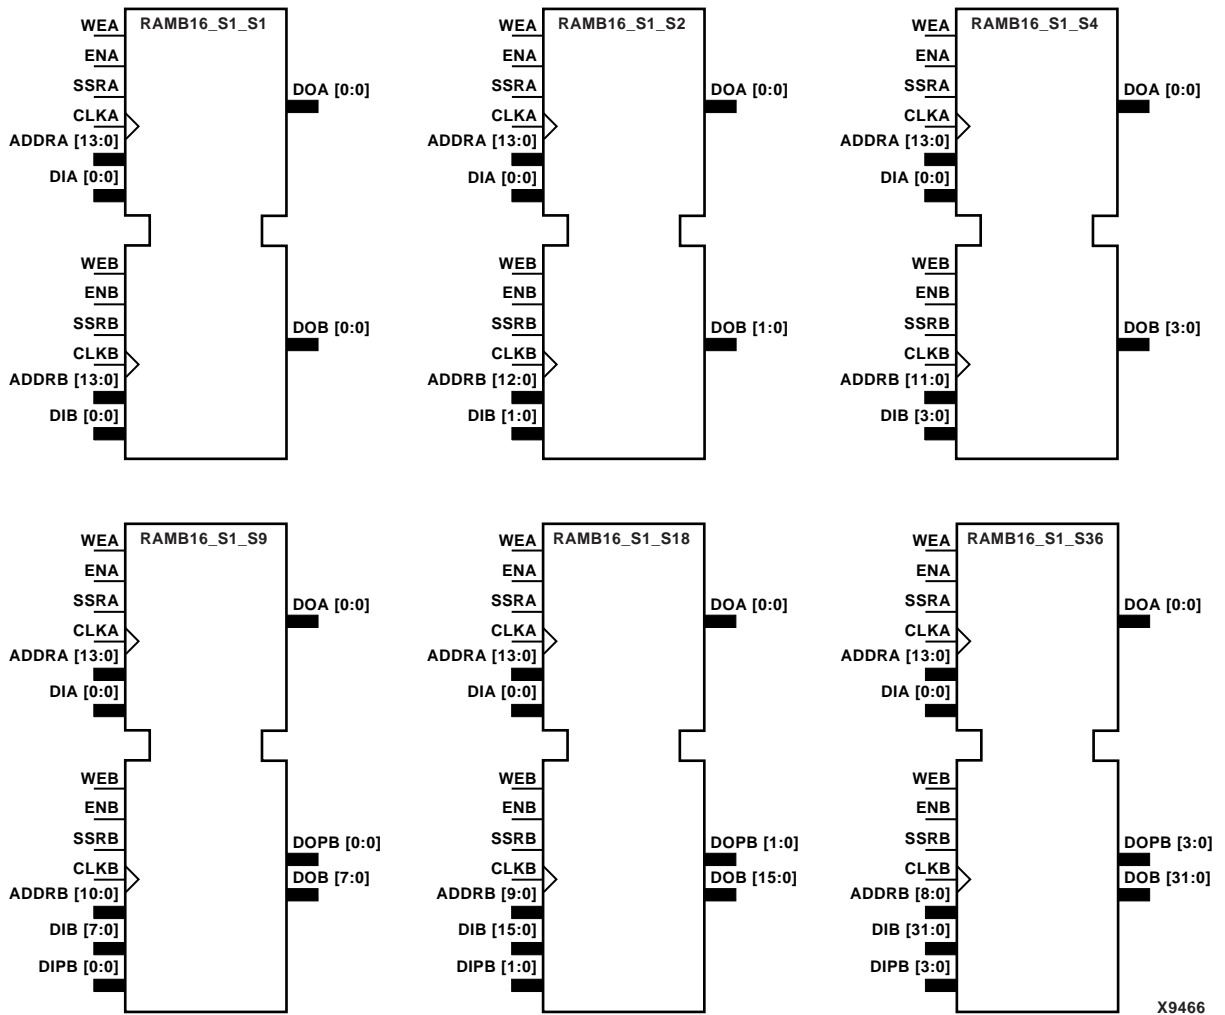 RAMB16_S1_S1
WEA
ENA
SSRA
CLKA
ADDRA [13:0]
DIA [0:0]
DOA [0:0]
WEB
ENB
SSRB
CLKB
ADDRB [13:0]
DIB [0:0]
DOB [0:0]
RAMB16_S1_S2
WEA
ENA
SSRA
CLKA
ADDRA [13:0]
DIA [0:0]
DOA [0:0]
WEB
ENB
SSRB
CLKB
ADDRB [12:0]
DIB [1:0]
DOB [1:0]
RAMB16_S1_S4
WEA
ENA
SSRA
CLKA
ADDRA [13:0]
DIA [0:0]
DOA [0:0]
WEB
ENB
SSRB
CLKB
ADDRB [11:0]
DIB [3:0]
DOB [3:0]
RAMB16_S1_S9
WEA
ENA
SSRA
CLKA
ADDRA [13:0]
DIA [0:0]
DOA [0:0]
WEB
ENB
SSRB
CLKB
ADDRB [10:0]
DIB [7:0]
DIPB [0:0]
DOPB [0:0]
DOB [7:0]
RAMB16_S1_S18
WEA
ENA
SSRA
CLKA
ADDRA [13:0]
DIA [0:0]
DOA [0:0]
WEB
ENB
SSRB
CLKB
ADDRB [9:0]
DIB [15:0]
DIPB [1:0]
DOPB [1:0]
DOB [15:0]
RAMB16_S1_S36
WEA
ENA
SSRA
CLKA
ADDRA [13:0]
DIA [0:0]
DOA [0:0]
WEB
ENB
SSRB
CLKB
ADDRB [8:0]
DIB [31:0]
DIPB [3:0]
DOPB [3:0]
DOB [31:0]
X9466